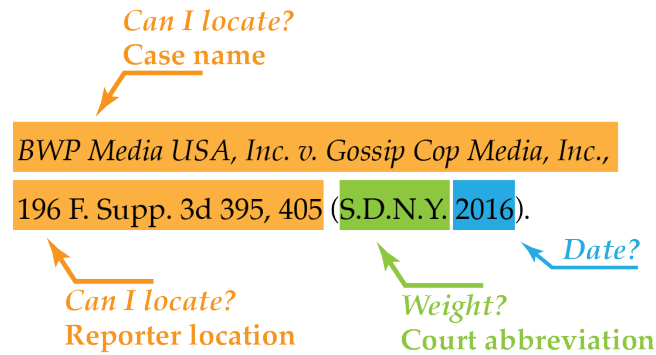 Can I locate?
Case name
BWP Media USA, Inc. v. Gossip Cop Media, Inc.,
196 F. Supp. 3d 395, 405 (S.D.N.Y. 2016).
Date?
Can I locate?
Reporter location
Weight?
Court abbreviation